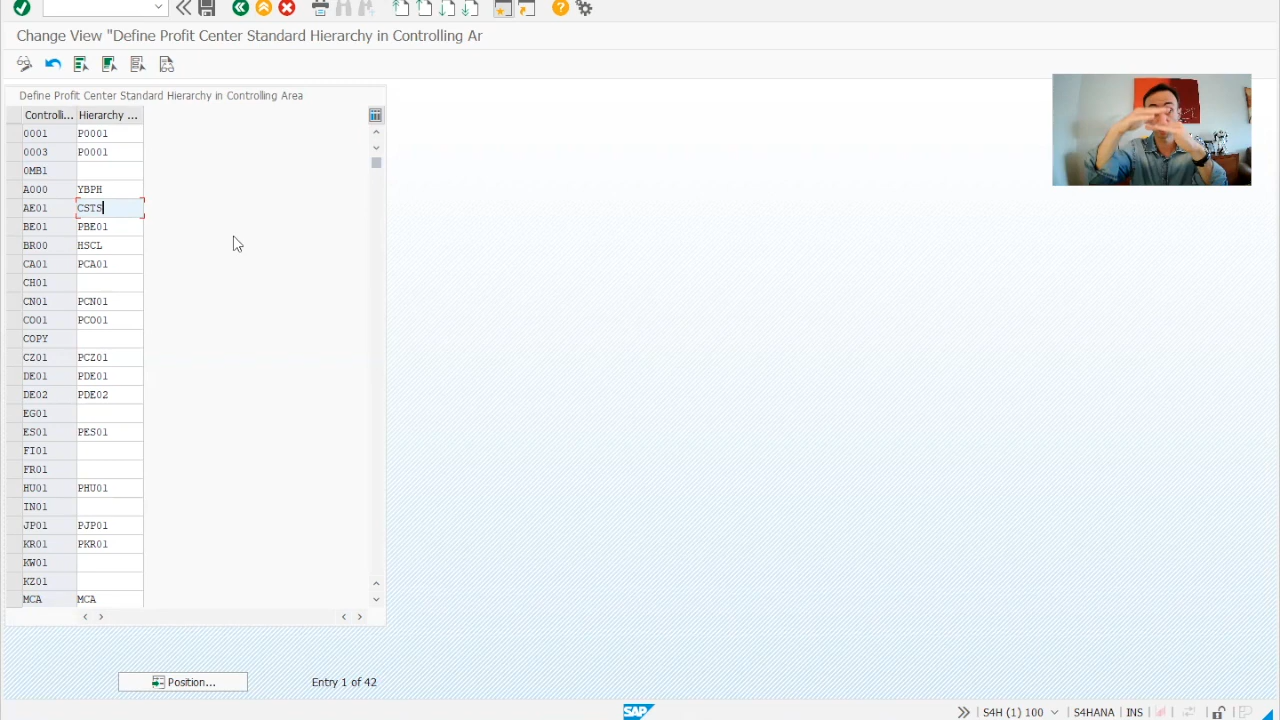 Change View "Define Profit Center Standard Hierarchy in Controlling Ar
Define Profit Center Standard Hierarchy in Controlling Area
Controlli... Hierarchy ...
0001 P0001
0003 P0001
0MB1
A000 YBPH
AE01 CSTS
BE01 PBE01
BR00 HSCL
CA01 PCA01
CH01
CN01 PCN01
CO01 PCO01
COPY
CZ01 PCZ01
DE01 PDE01
DE02 PDE02
EG01
ES01 PES01
FI01
FR01
HU01 PHU01
IN01
JP01 PJP01
KR01 PKR01
KW01
KZ01
MCA MCA
Position... Entry 1 of 42
SAP S4H (1) 100 S4HANA INS